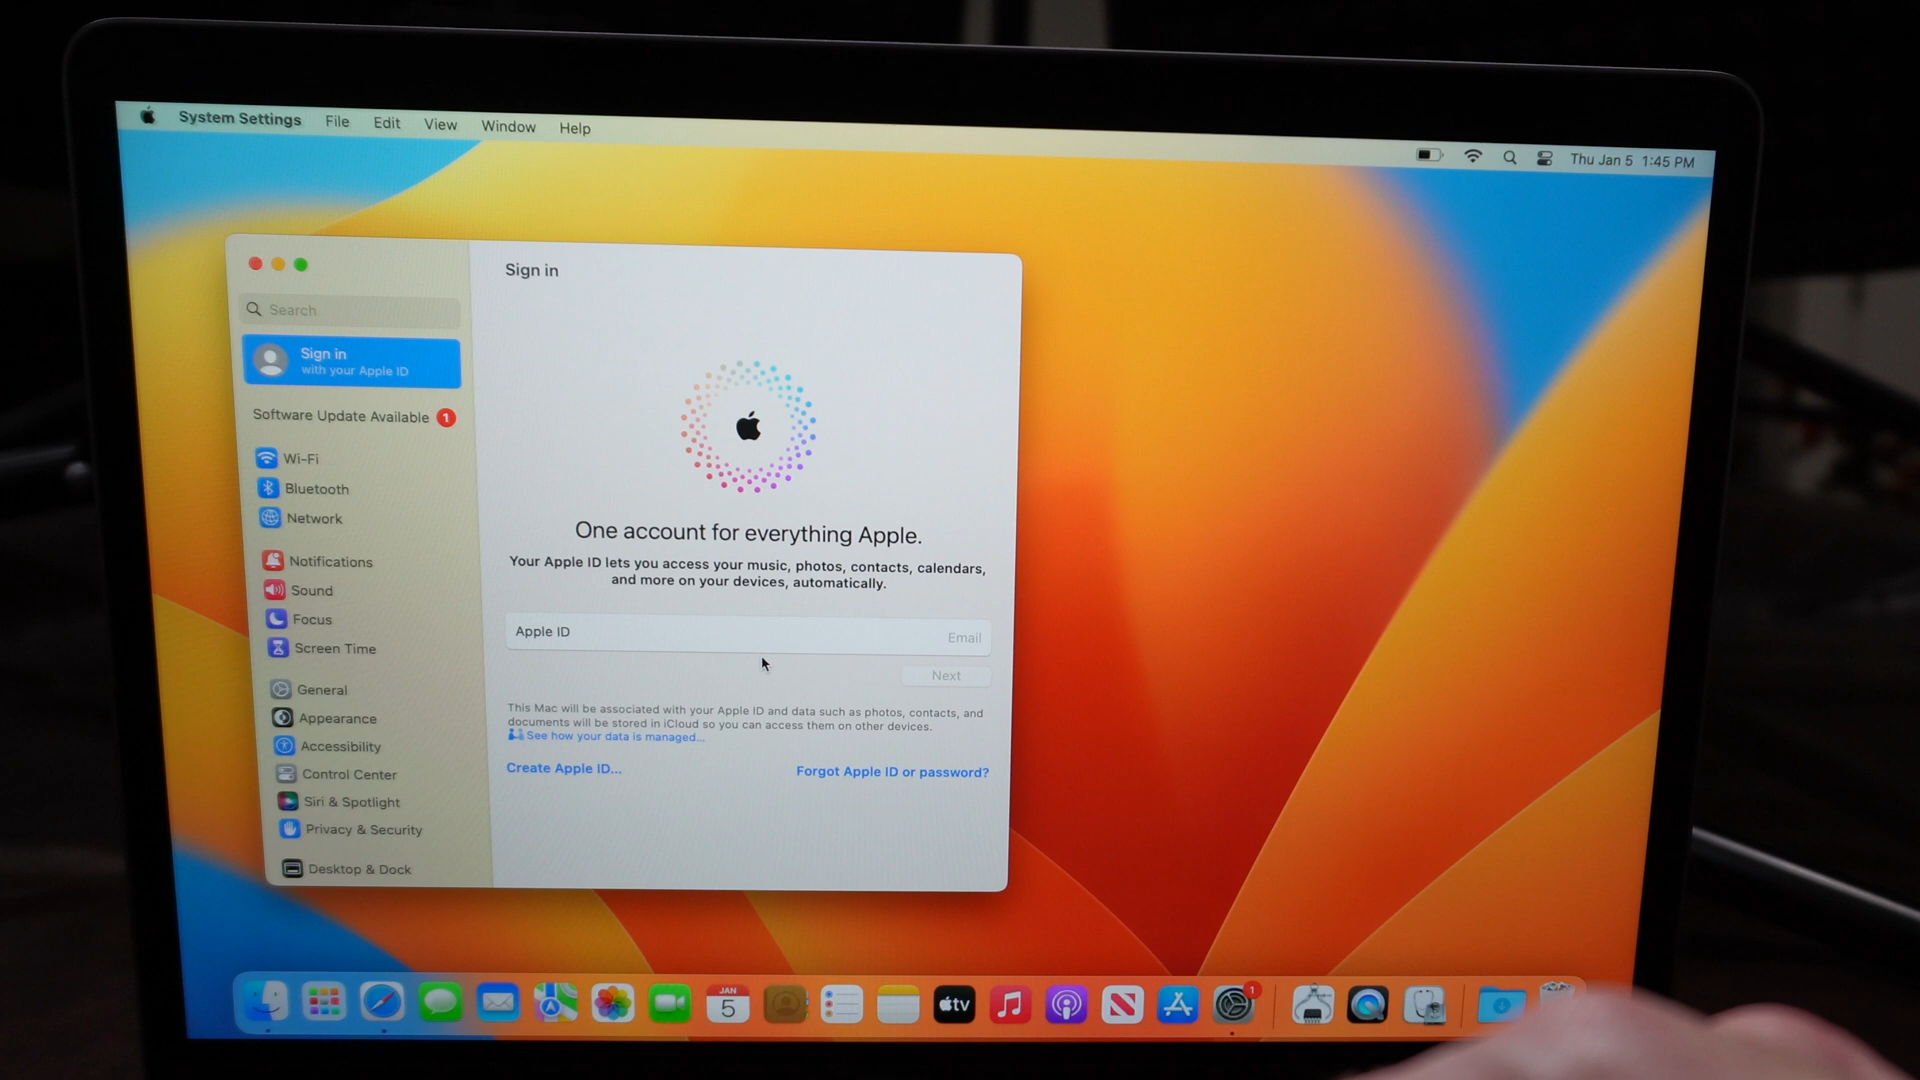 System Settings File Edit View Window Help
Thu Jan 5 1:45 PM
Search
Sign in
with your Apple ID
Software Update Available 1
Wi-Fi
Bluetooth
Network
Notifications
Sound
Focus
Screen Time
General
Appearance
Accessibility
Control Center
Siri & Spotlight
Privacy & Security
Desktop & Dock
Sign in
One account for everything Apple.
Your Apple ID lets you access your music, photos, contacts, calendars,
and more on your devices, automatically.
Apple ID Email
Next
This Mac will be associated with your Apple ID and data such as photos, contacts, and
documents will be stored in iCloud so you can access them on other devices.
See how your data is managed...
Create Apple ID... Forgot Apple ID or password?
JAN
5
tv
1